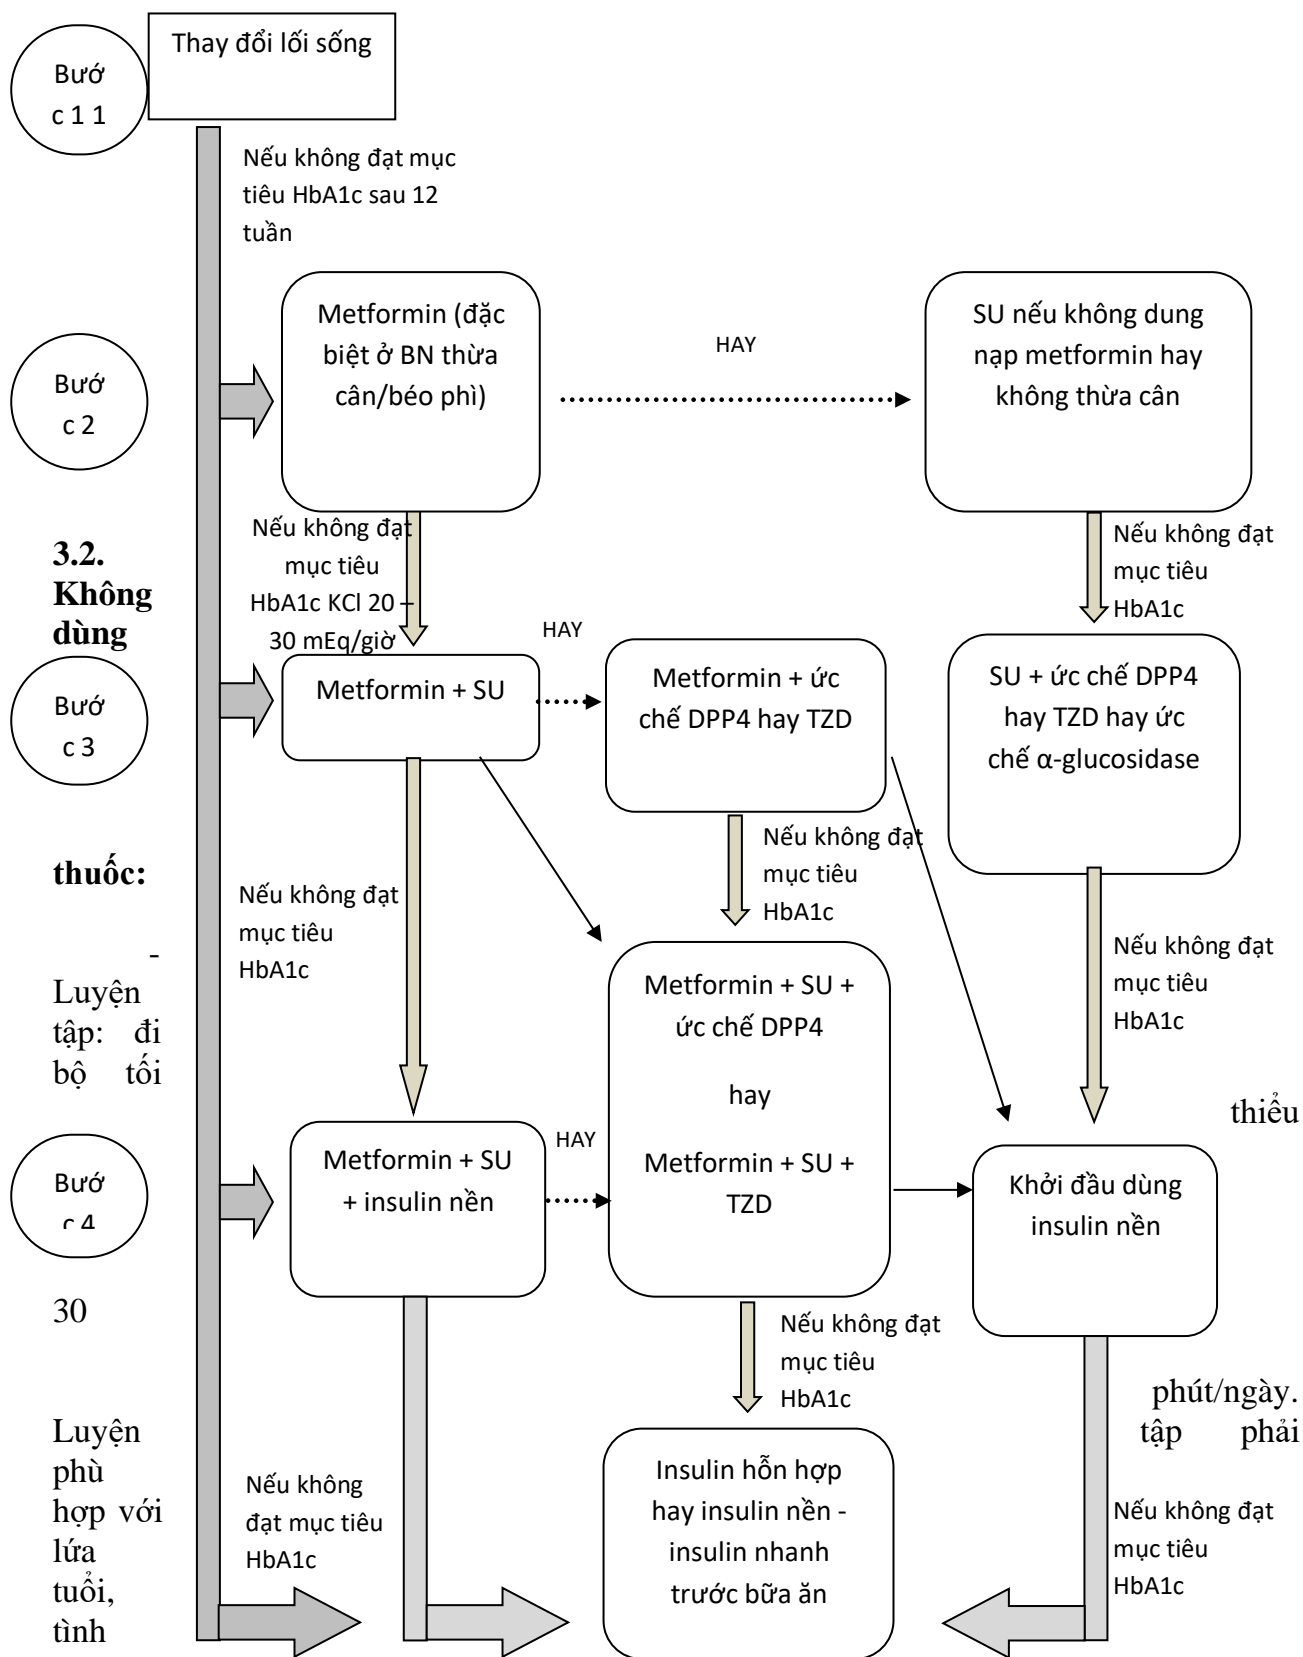 Thay đổi lối sống
Bướ
c 1 1
Nếu không đạt mục
tiêu HbA1c sau 12
tuần
Bướ
c 2
Metformin (đặc
biệt ở BN thừa
cân/béo phì)
HAY
SU nếu không dung
nạp metformin hay
không thừa cân
Nếu không đạt
mục tiêu
HbA1c KCl 20 –
30 mEq/giờ
Nếu không đạt
mục tiêu
HbA1c
3.2.
Không
dùng
Bướ
c 3
Metformin + SU
HAY
Metformin + ức
chế DPP4 hay TZD
SU + ức chế DPP4
hay TZD hay ức
chế α-glucosidase
thuốc:
Nếu không đạt
mục tiêu
HbA1c
Nếu không đạt
mục tiêu
HbA1c
Nếu không đạt
mục tiêu
HbA1c
-
Luyện
tập: đi
bộ tối
thiểu
Bướ
c 4
Metformin + SU
+ insulin nền
HAY
Metformin + SU +
ức chế DPP4
hay
Metformin + SU +
TZD
Khởi đầu dùng
insulin nền
30
Nếu không đạt
mục tiêu
HbA1c
phút/ngày.
Luyện
tập phải
phù
hợp với
lứa
tuổi,
tình
Nếu không
đạt mục tiêu
HbA1c
Insulin hỗn hợp
hay insulin nền -
insulin nhanh
trước bữa ăn
Nếu không đạt
mục tiêu
HbA1c